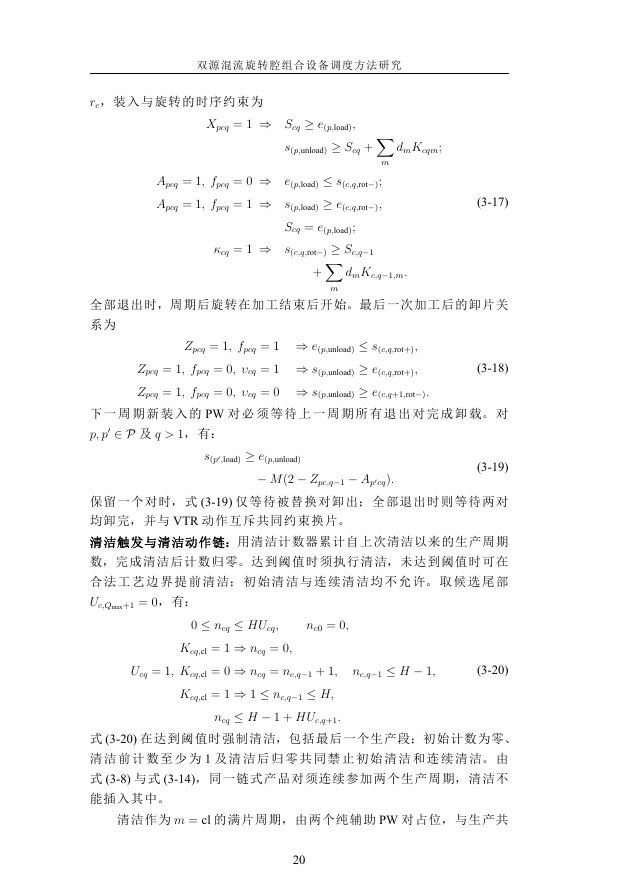 双源混流旋转腔组合设备调度方法研究
r_c，装入与旋转的时序约束为
X_{pcq} = 1 ⇒ S_{cq} ≥ e_{(p,load)},
s_{(p,unload)} ≥ S_{cq} + ∑_m d_m K_{cqm};
A_{pcq} = 1, f_{pcq} = 0 ⇒ e_{(p,load)} ≤ s_{(c,q,rot−)};
A_{pcq} = 1, f_{pcq} = 1 ⇒ s_{(p,load)} ≥ e_{(c,q,rot−)}, (3-17)
S_{cq} = e_{(p,load)};
κ_{cq} = 1 ⇒ s_{(c,q,rot−)} ≥ S_{c,q−1}
+ ∑_m d_m K_{c,q−1,m}.
全部退出时，周期后旋转在加工结束后开始。最后一次加工后的卸片关
系为
Z_{pcq} = 1, f_{pcq} = 1 ⇒ e_{(p,unload)} ≤ s_{(c,q,rot+)},
Z_{pcq} = 1, f_{pcq} = 0, υ_{cq} = 1 ⇒ s_{(p,unload)} ≥ e_{(c,q,rot+)}, (3-18)
Z_{pcq} = 1, f_{pcq} = 0, υ_{cq} = 0 ⇒ s_{(p,unload)} ≥ e_{(c,q+1,rot−)}.
下一周期新装入的 PW 对必须等待上一周期所有退出对完成卸载。对
p, p′ ∈ 𝒫 及 q > 1，有：
s_{(p′,load)} ≥ e_{(p,unload)}
− M(2 − Z_{pc,q−1} − A_{p′cq}). (3-19)
保留一个对时，式 (3-19) 仅等待被替换对卸出；全部退出时则等待两对
均卸完，并与 VTR 动作互斥共同约束换片。
清洁触发与清洁动作链：用清洁计数器累计自上次清洁以来的生产周期
数，完成清洁后计数归零。达到阈值时须执行清洁，未达到阈值时可在
合法工艺边界提前清洁；初始清洁与连续清洁均不允许。取候选尾部
U_{c,Q_{max}+1} = 0，有：
0 ≤ n_{cq} ≤ HU_{cq}, n_{c0} = 0,
K_{cq,cl} = 1 ⇒ n_{cq} = 0,
U_{cq} = 1, K_{cq,cl} = 0 ⇒ n_{cq} = n_{c,q−1} + 1, n_{c,q−1} ≤ H − 1, (3-20)
K_{cq,cl} = 1 ⇒ 1 ≤ n_{c,q−1} ≤ H,
n_{cq} ≤ H − 1 + HU_{c,q+1}.
式 (3-20) 在达到阈值时强制清洁，包括最后一个生产段；初始计数为零、
清洁前计数至少为 1 及清洁后归零共同禁止初始清洁和连续清洁。由
式 (3-8) 与式 (3-14)，同一链式产品对须连续参加两个生产周期，清洁不
能插入其中。
清洁作为 m = cl 的满片周期，由两个纯辅助 PW 对占位，与生产共
20